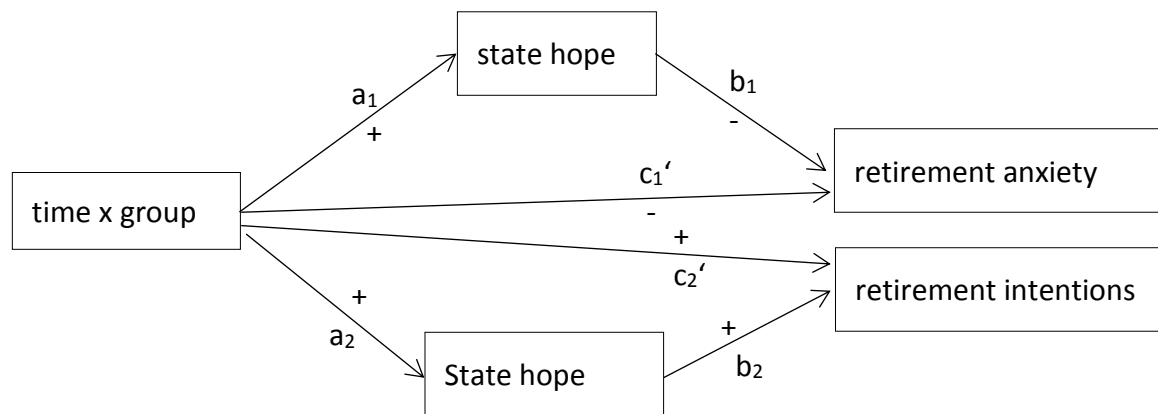 state hope
a₁
+
b₁
-
retirement anxiety
c₁‘
-
time x group
+
c₂‘
retirement intentions
+
a₂
+
b₂
State hope